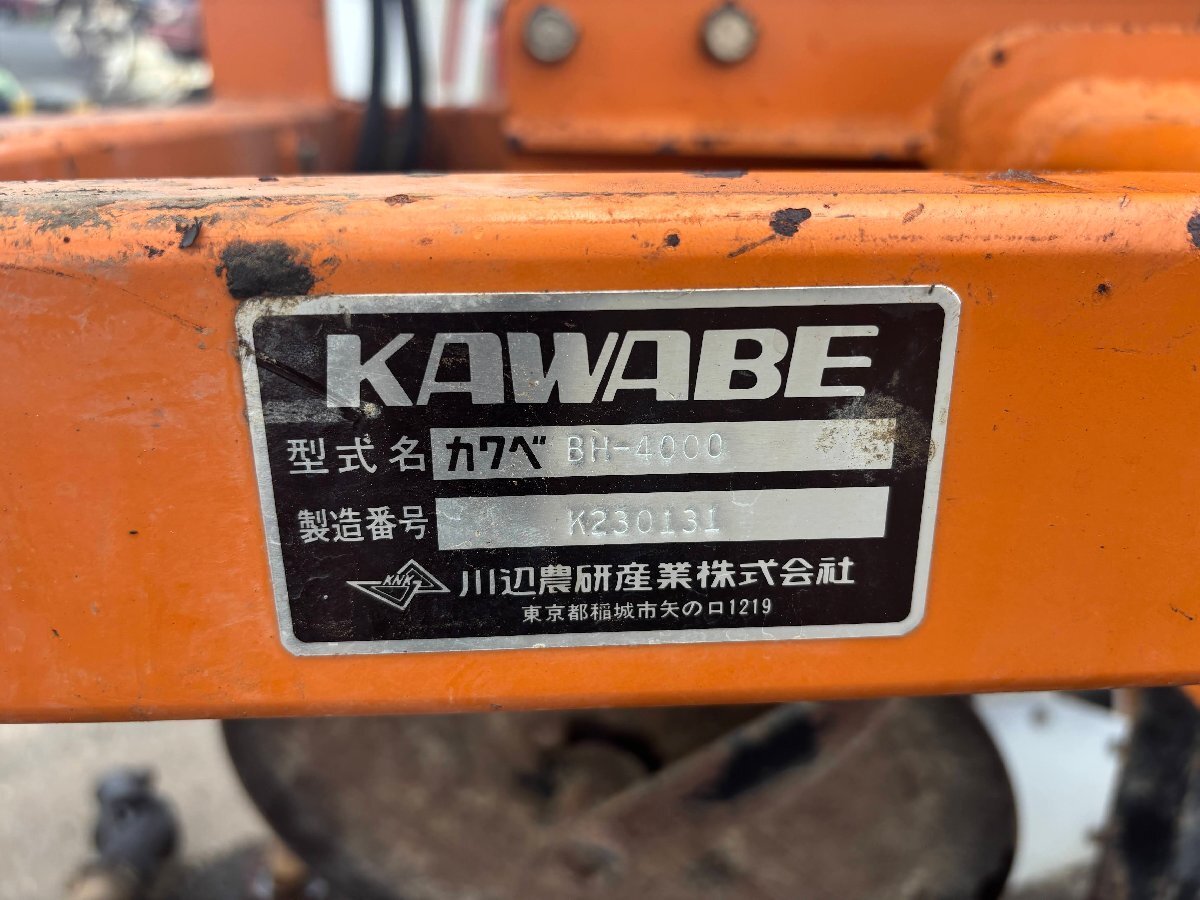 KAWABE
型式名 カワベ BH-4000
製造番号 K230131
KNK 川辺農研産業株式会社
東京都稲城市矢の口1219